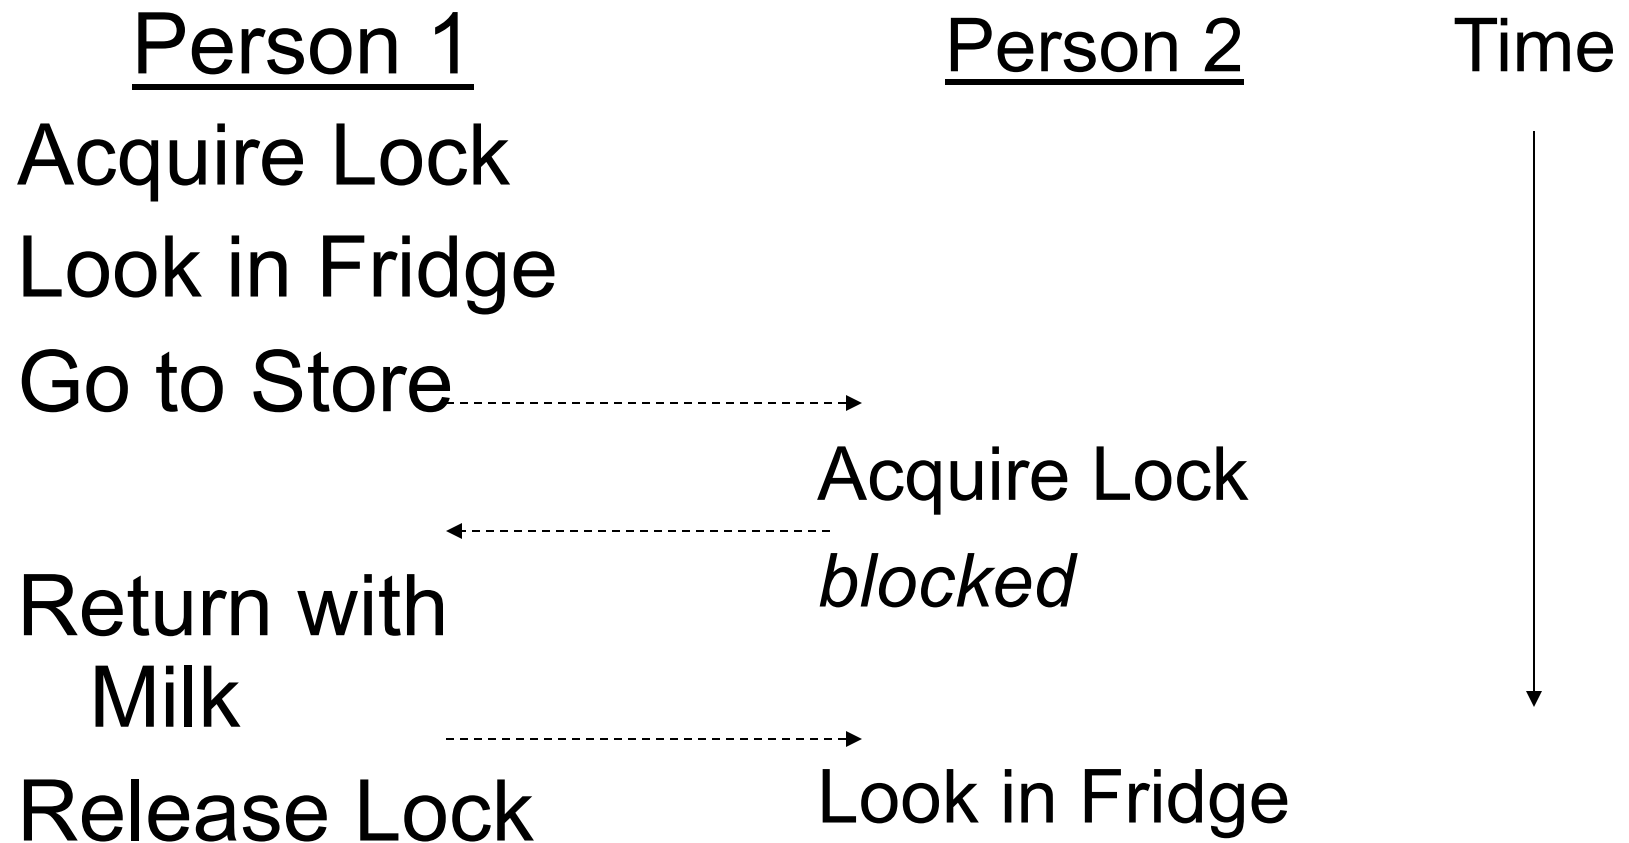 Person 1
Person 2
Time
Acquire Lock
Look in Fridge
Go to Store
Acquire Lock
blocked
Return with
Milk
Look in Fridge
Release Lock